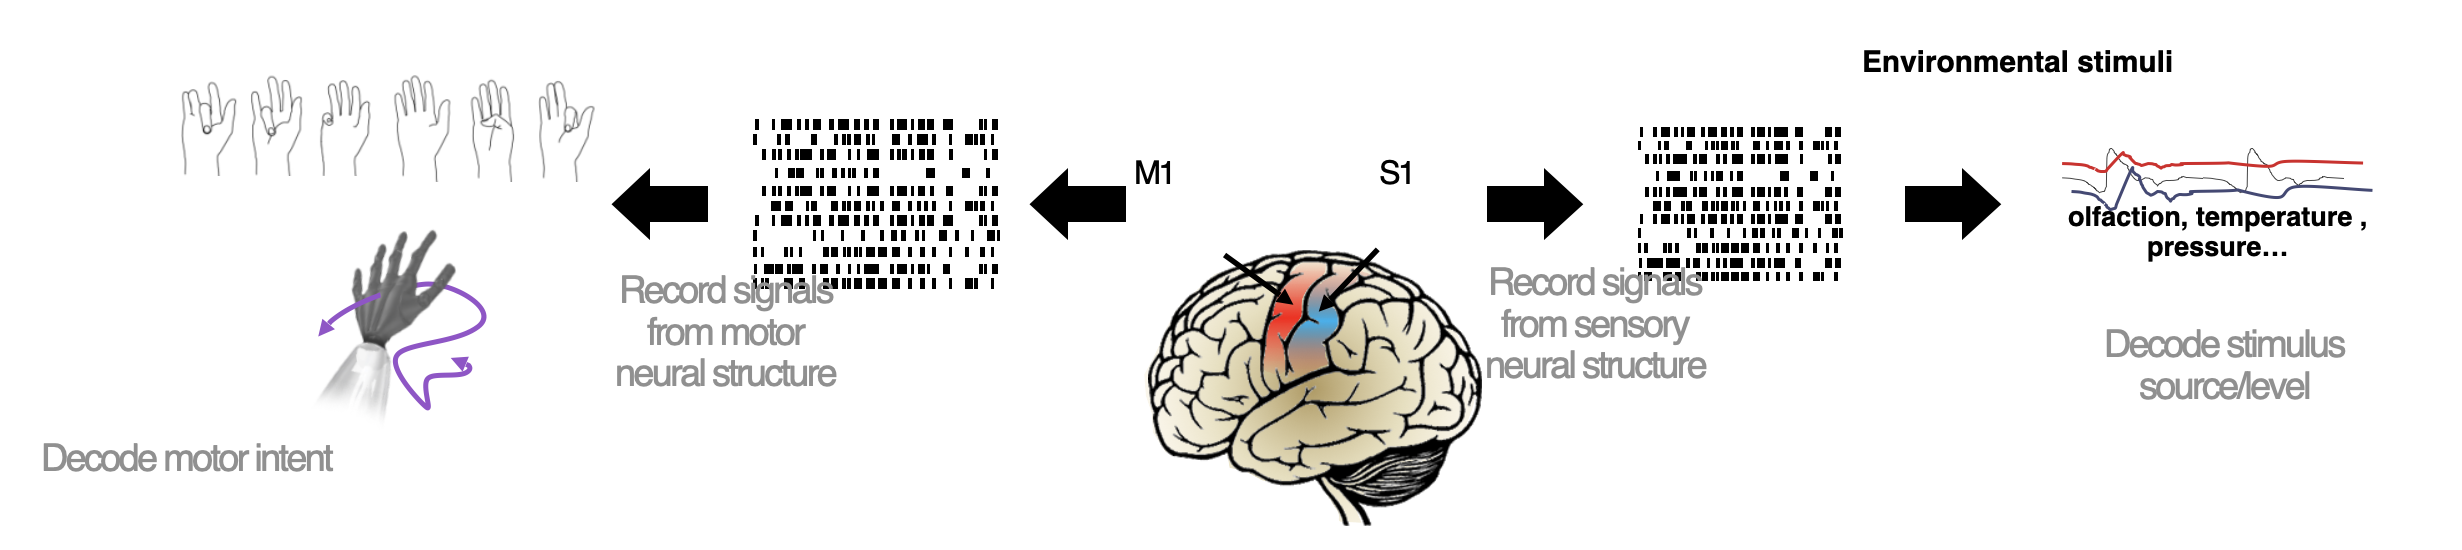 Environmental stimuli
M1
S1
olfaction, temperature ,
pressure...
Record signals
from motor
neural structure
Record signals
from sensory
neural structure
Decode stimulus
source/level
Decode motor intent